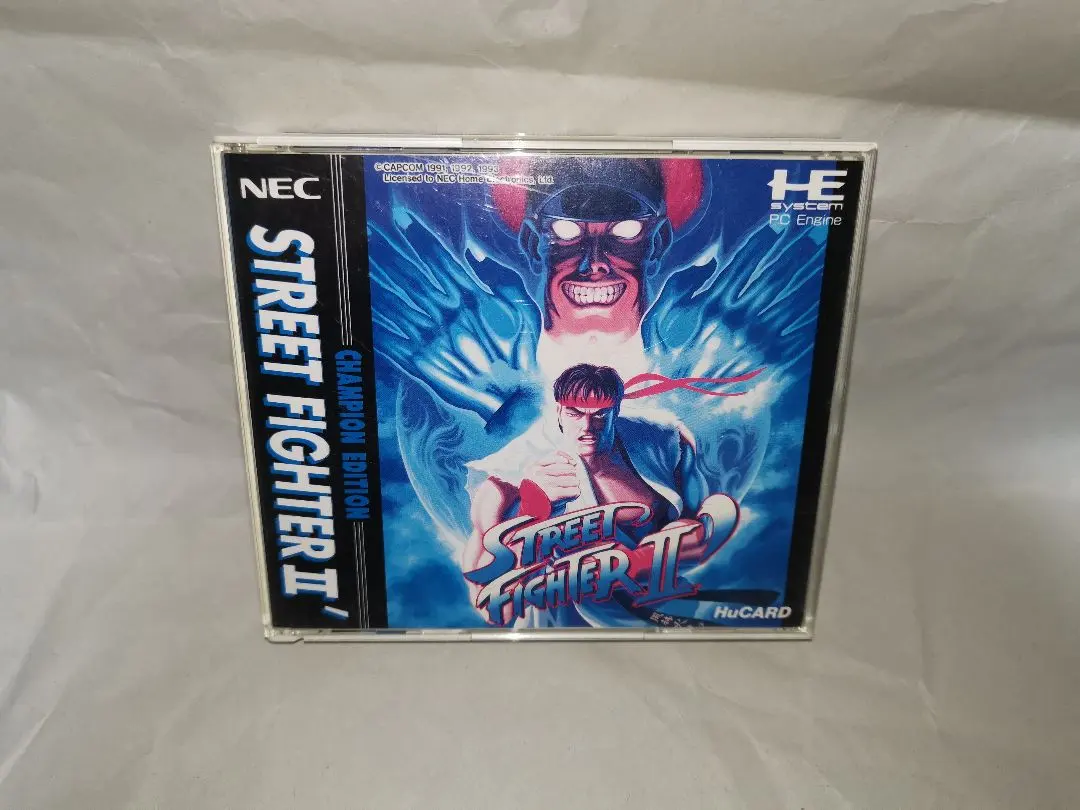 NEC
STREET FIGHTER II'
CHAMPION EDITION
©CAPCOM 1991, 1992, 1993
Licensed to NEC Home Electronics, Ltd.
HE
system
PC Engine
STREET
FIGHTER II'
HuCARD